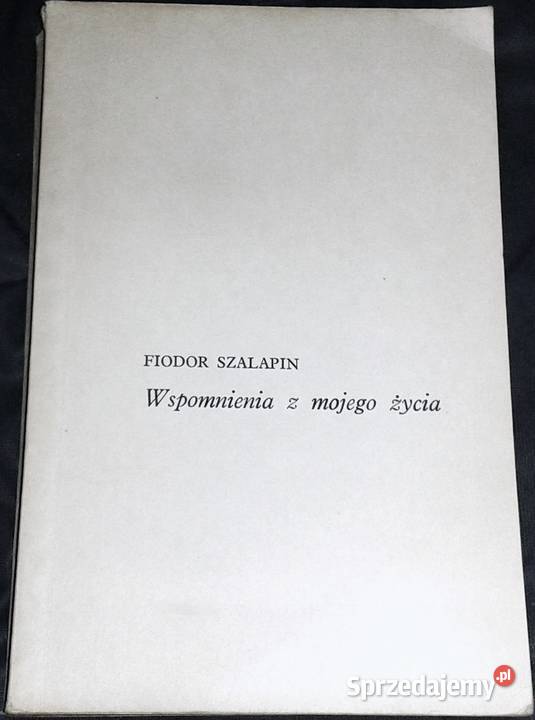 FIODOR SZALAPIN
Wspomnienia z mojego życia
Sprzedajemy.pl